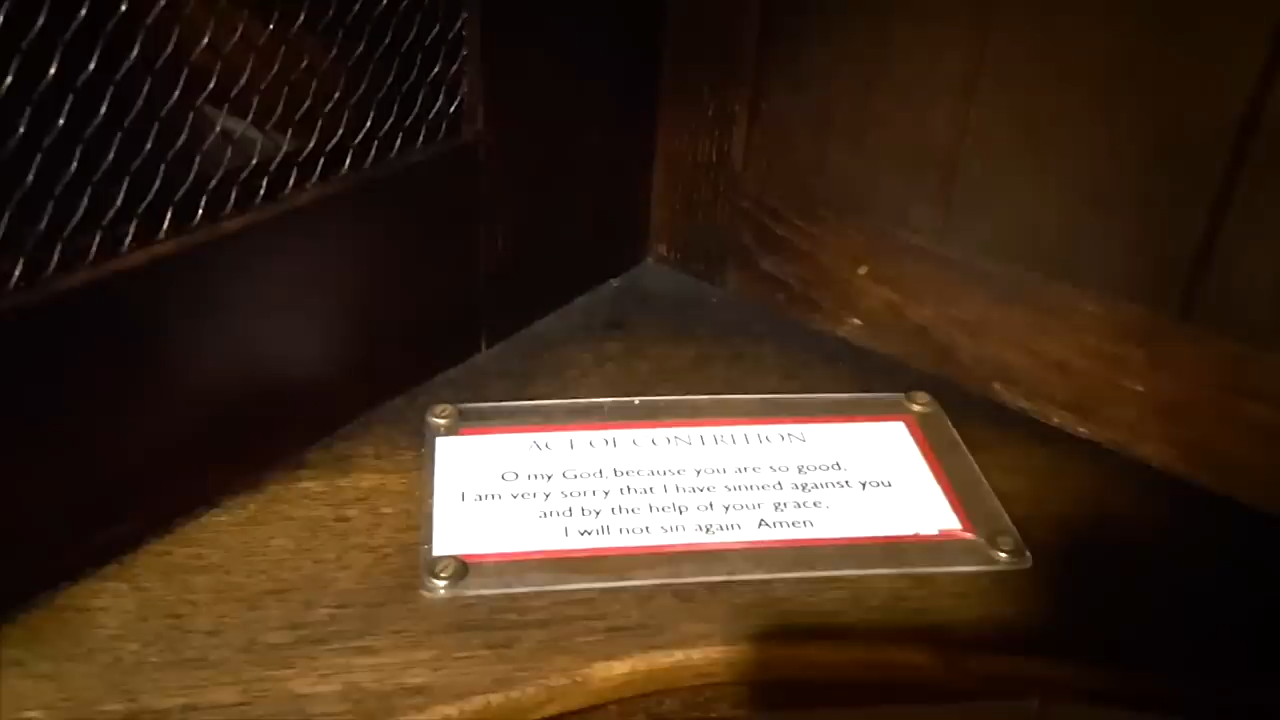 ACT OF CONTRITION
O my God, because you are so good,
I am very sorry that I have sinned against you
and by the help of your grace,
I will not sin again Amen